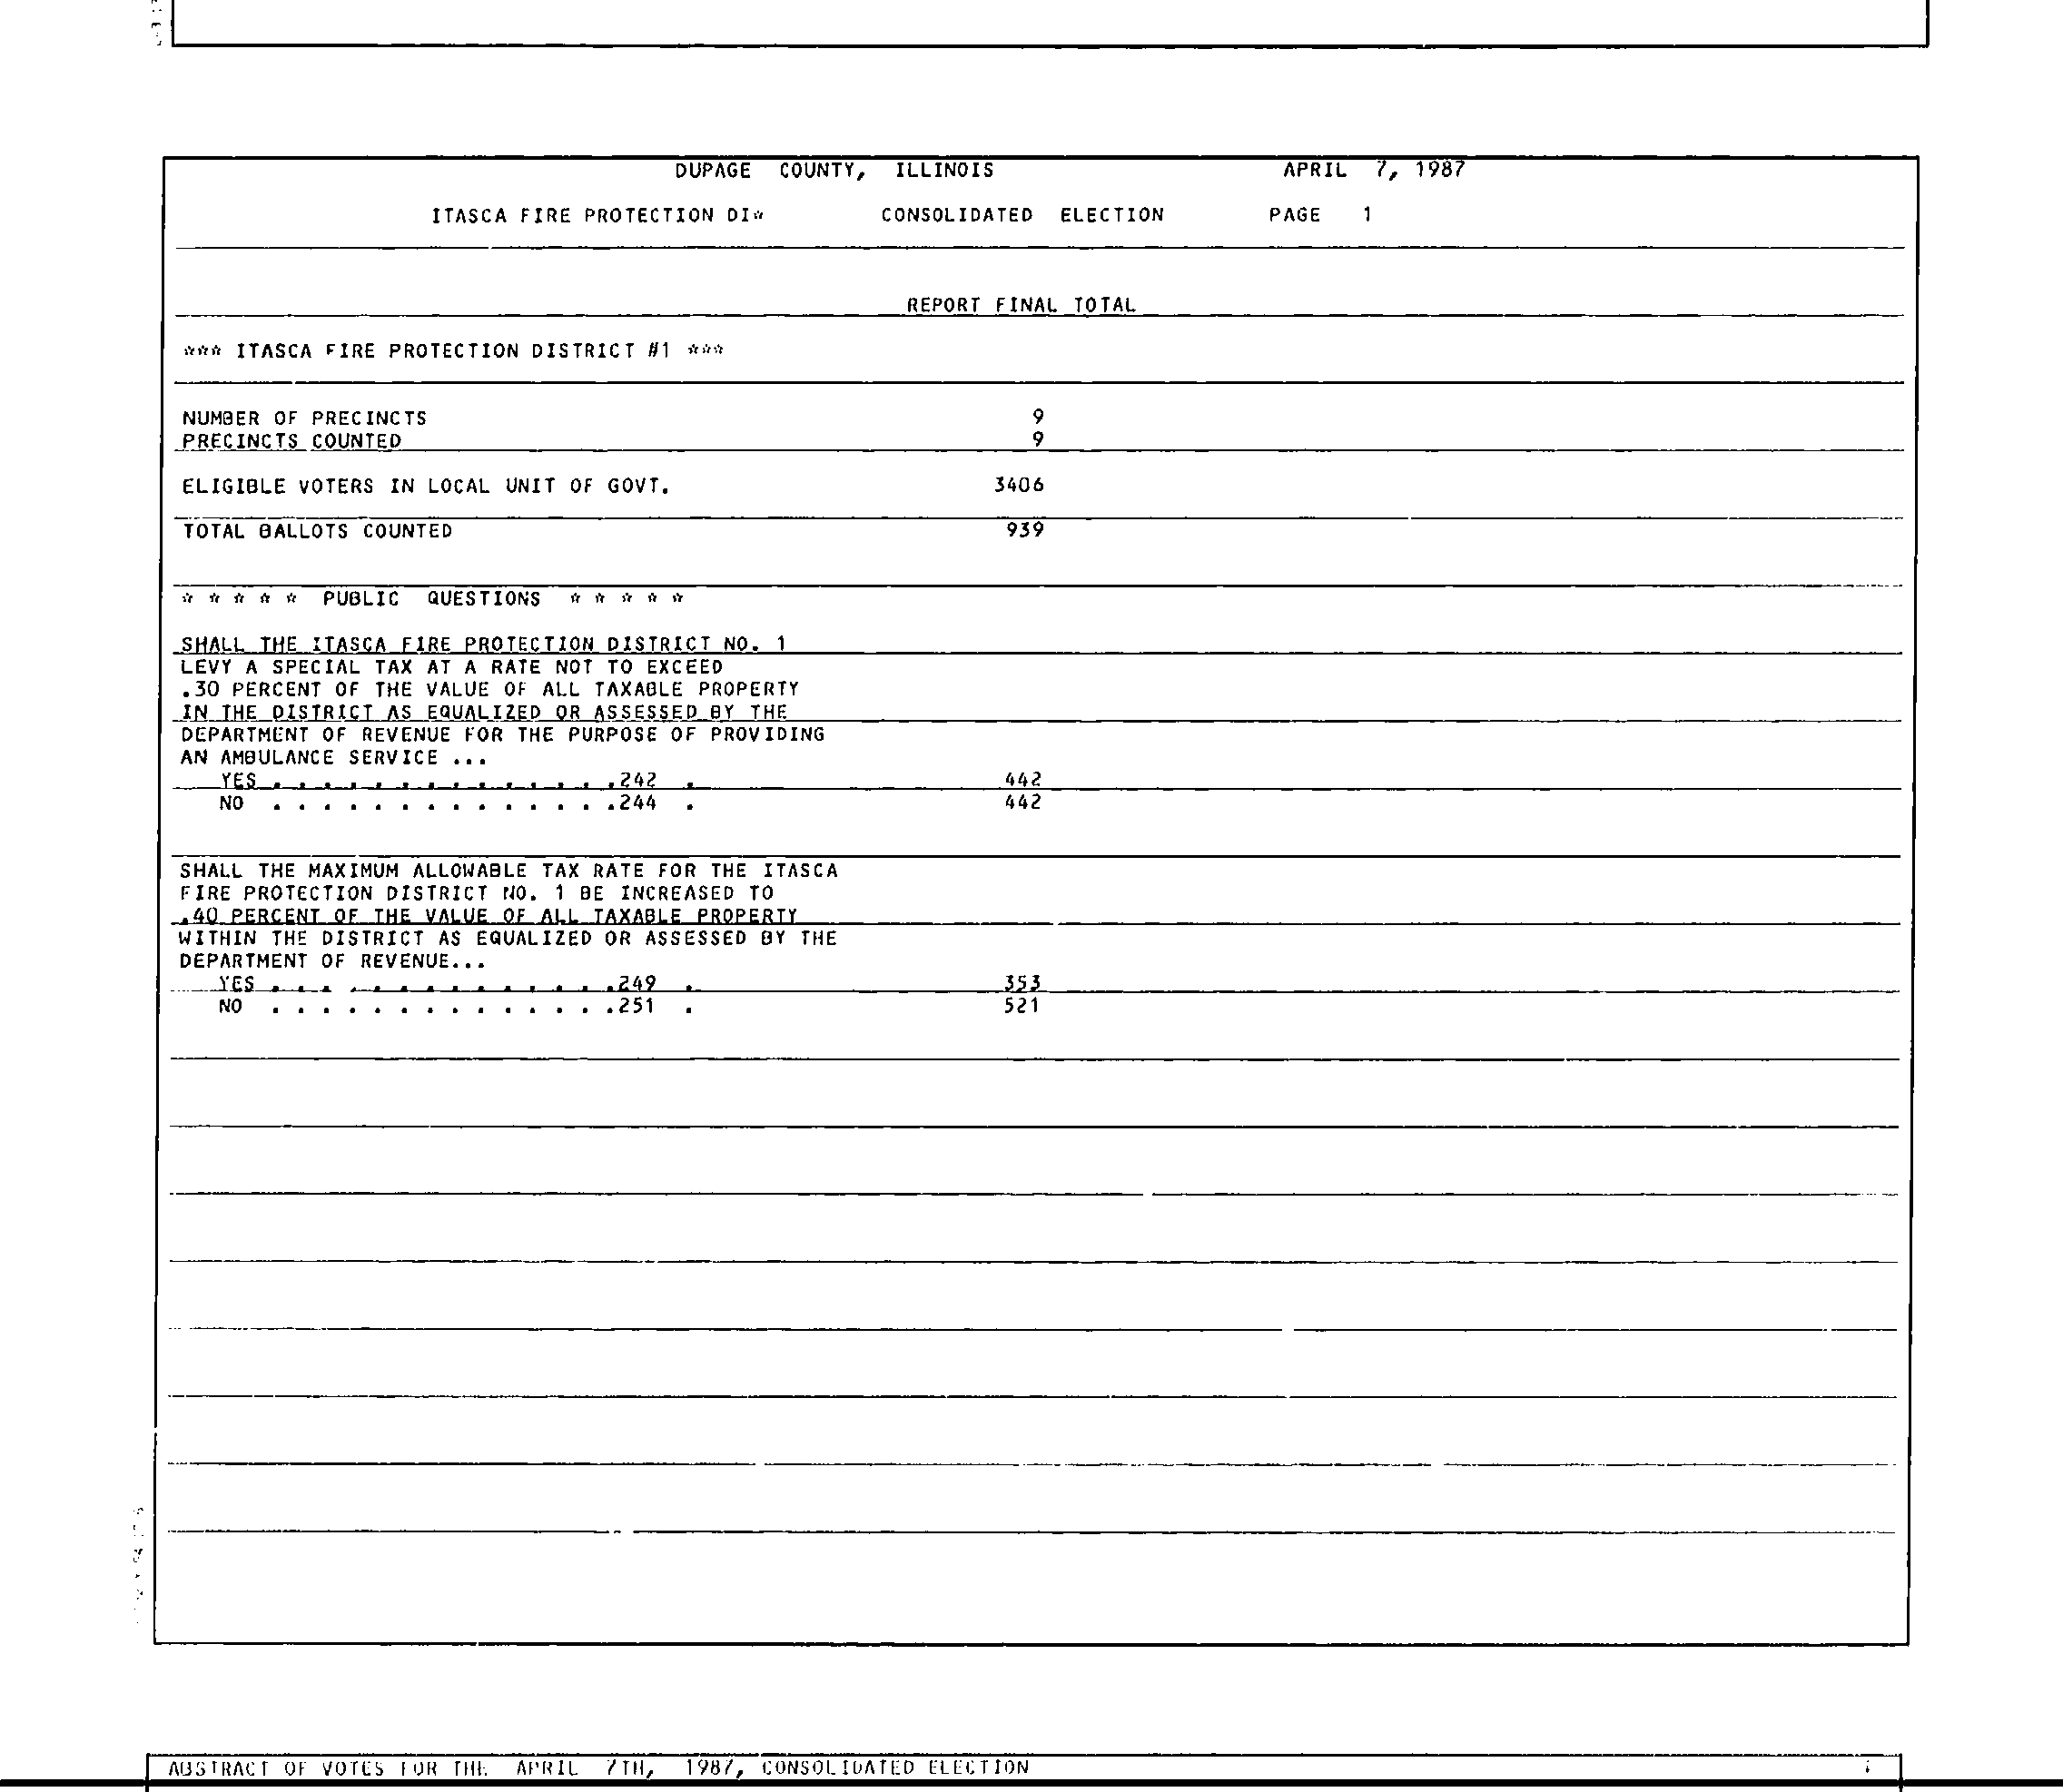 DUPAGE COUNTY, ILLINOIS APRIL 7, 1987
ITASCA FIRE PROTECTION DI* CONSOLIDATED ELECTION PAGE 1
REPORT FINAL TOTAL
*** ITASCA FIRE PROTECTION DISTRICT #1 ***
NUMBER OF PRECINCTS 9
PRECINCTS COUNTED 9
ELIGIBLE VOTERS IN LOCAL UNIT OF GOVT. 3406
TOTAL BALLOTS COUNTED 939
* * * * * PUBLIC QUESTIONS * * * * *
SHALL THE ITASCA FIRE PROTECTION DISTRICT NO. 1
LEVY A SPECIAL TAX AT A RATE NOT TO EXCEED
.30 PERCENT OF THE VALUE OF ALL TAXABLE PROPERTY
IN THE DISTRICT AS EQUALIZED OR ASSESSED BY THE
DEPARTMENT OF REVENUE FOR THE PURPOSE OF PROVIDING
AN AMBULANCE SERVICE ...
YES . . . . . . . . . . . . . .242 . 442
NO . . . . . . . . . . . . . .244 . 442
SHALL THE MAXIMUM ALLOWABLE TAX RATE FOR THE ITASCA
FIRE PROTECTION DISTRICT NO. 1 BE INCREASED TO
.40 PERCENT OF THE VALUE OF ALL TAXABLE PROPERTY
WITHIN THE DISTRICT AS EQUALIZED OR ASSESSED BY THE
DEPARTMENT OF REVENUE...
YES . . . . . . . . . . . . . .249 . 353
NO . . . . . . . . . . . . . .251 . 521
ABSTRACT OF VOTES FOR THE APRIL 7TH, 1987, CONSOLIDATED ELECTION